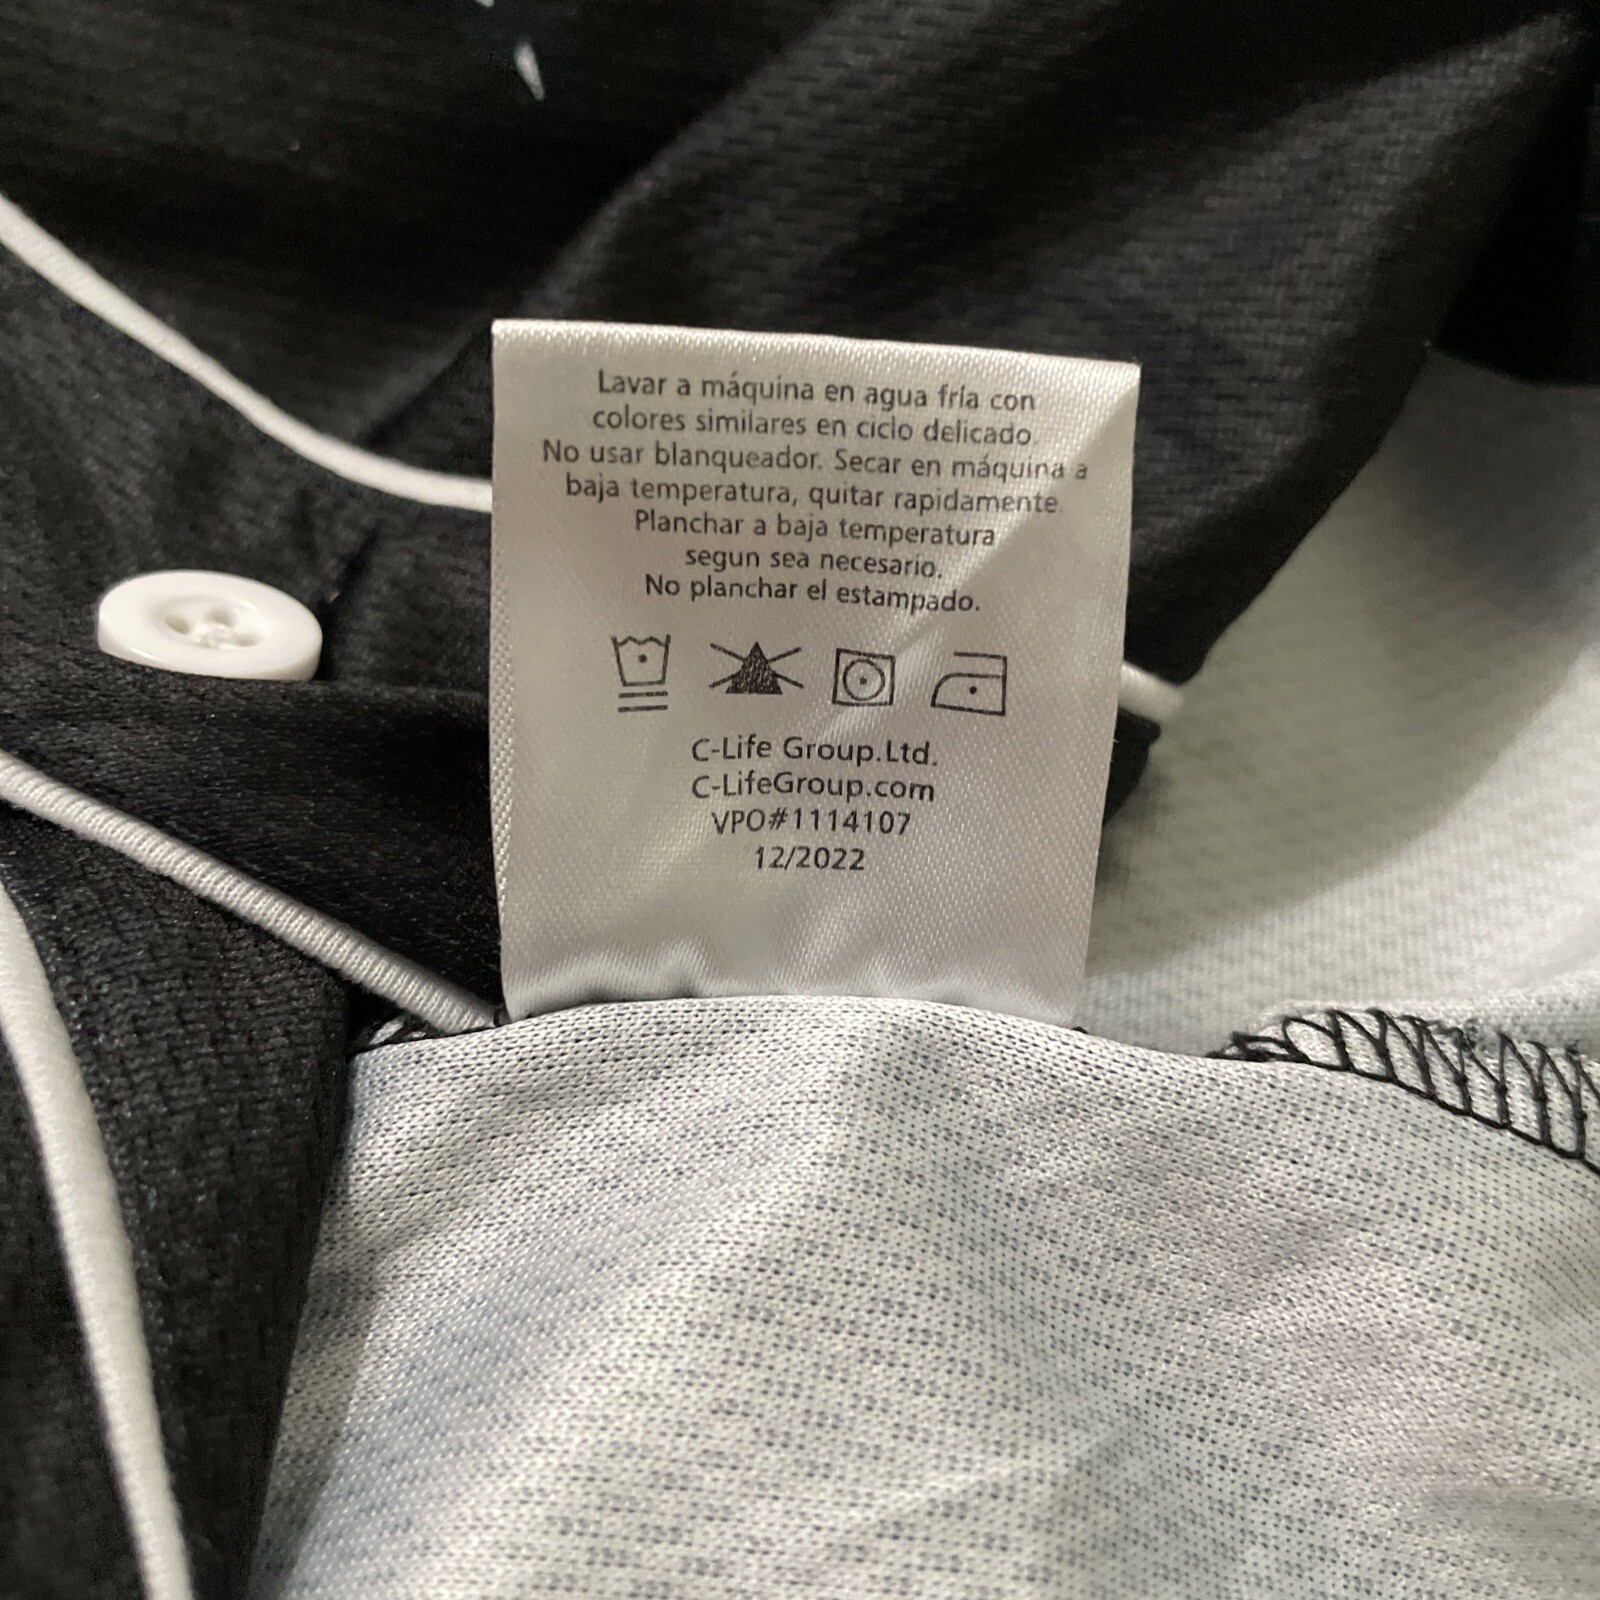 Lavar a máquina en agua fría con
colores similares en ciclo delicado.
No usar blanqueador. Secar en máquina a
baja temperatura, quitar rapidamente.
Planchar a baja temperatura
segun sea necesario.
No planchar el estampado.
C-Life Group.Ltd.
C-LifeGroup.com
VPO#1114107
12/2022